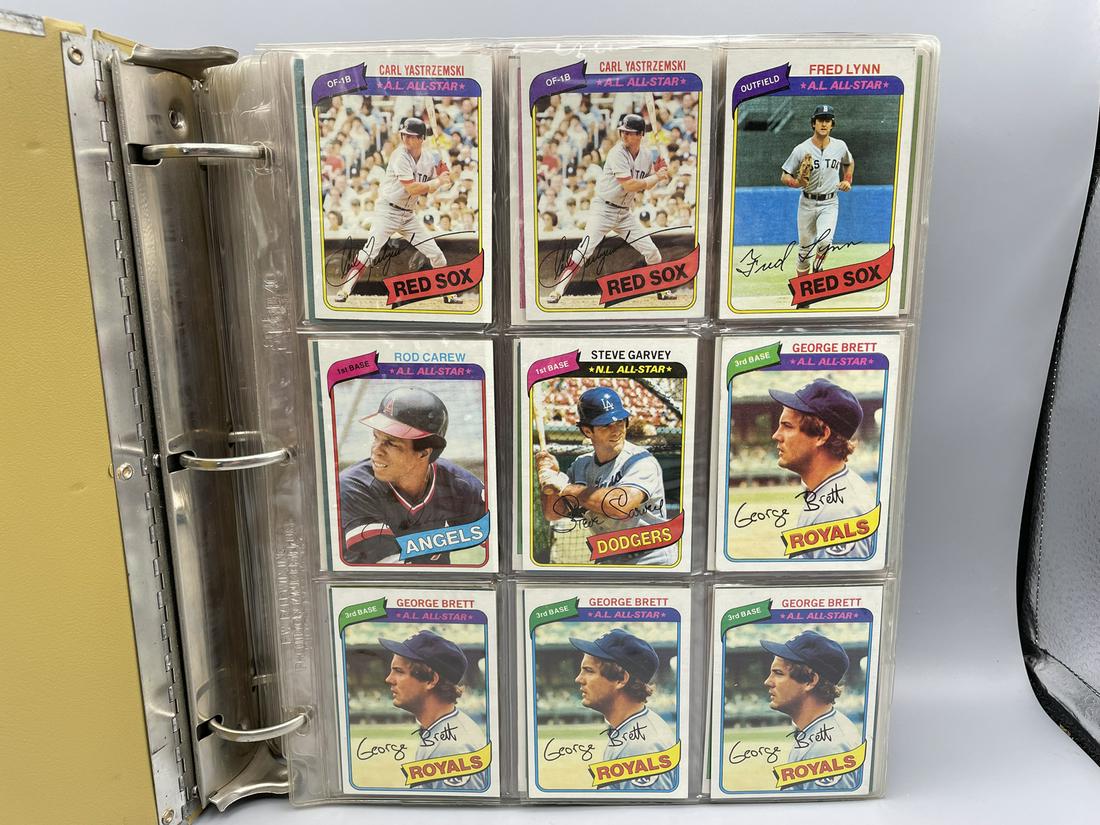 CARL YASTRZEMSKI
OF-1B
★A.L. ALL-STAR★
RED SOX
CARL YASTRZEMSKI
OF-1B
★A.L. ALL-STAR★
RED SOX
FRED LYNN
OUTFIELD
★A.L. ALL-STAR★
STO
Fred Lynn
RED SOX
ROD CAREW
1st BASE
★A.L. ALL-STAR★
A
ANGELS
STEVE GARVEY
1st BASE
★N.L. ALL-STAR★
LA
Steve Garvey
DODGERS
GEORGE BRETT
3rd BASE
★A.L. ALL-STAR★
George Brett
ROYALS
GEORGE BRETT
3rd BASE
★A.L. ALL-STAR★
George Brett
ROYALS
GEORGE BRETT
3rd BASE
★A.L. ALL-STAR★
George Brett
ROYALS
GEORGE BRETT
3rd BASE
★A.L. ALL-STAR★
George Brett
ROYALS